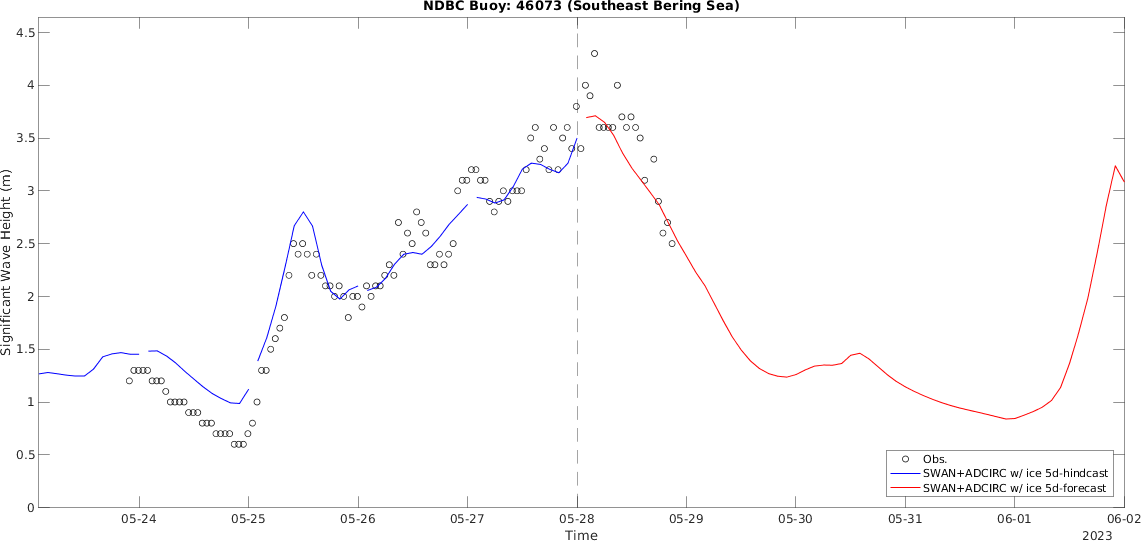 NDBC Buoy: 46073 (Southeast Bering Sea)
4.5
4
3.5
3
2.5
2
1.5
1
0.5
0
Significant Wave Height (m)
Obs.
SWAN+ADCIRC w/ ice 5d-hindcast
SWAN+ADCIRC w/ ice 5d-forecast
05-24 05-25 05-26 05-27 05-28 05-29 05-30 05-31 06-01 06-02
Time
2023